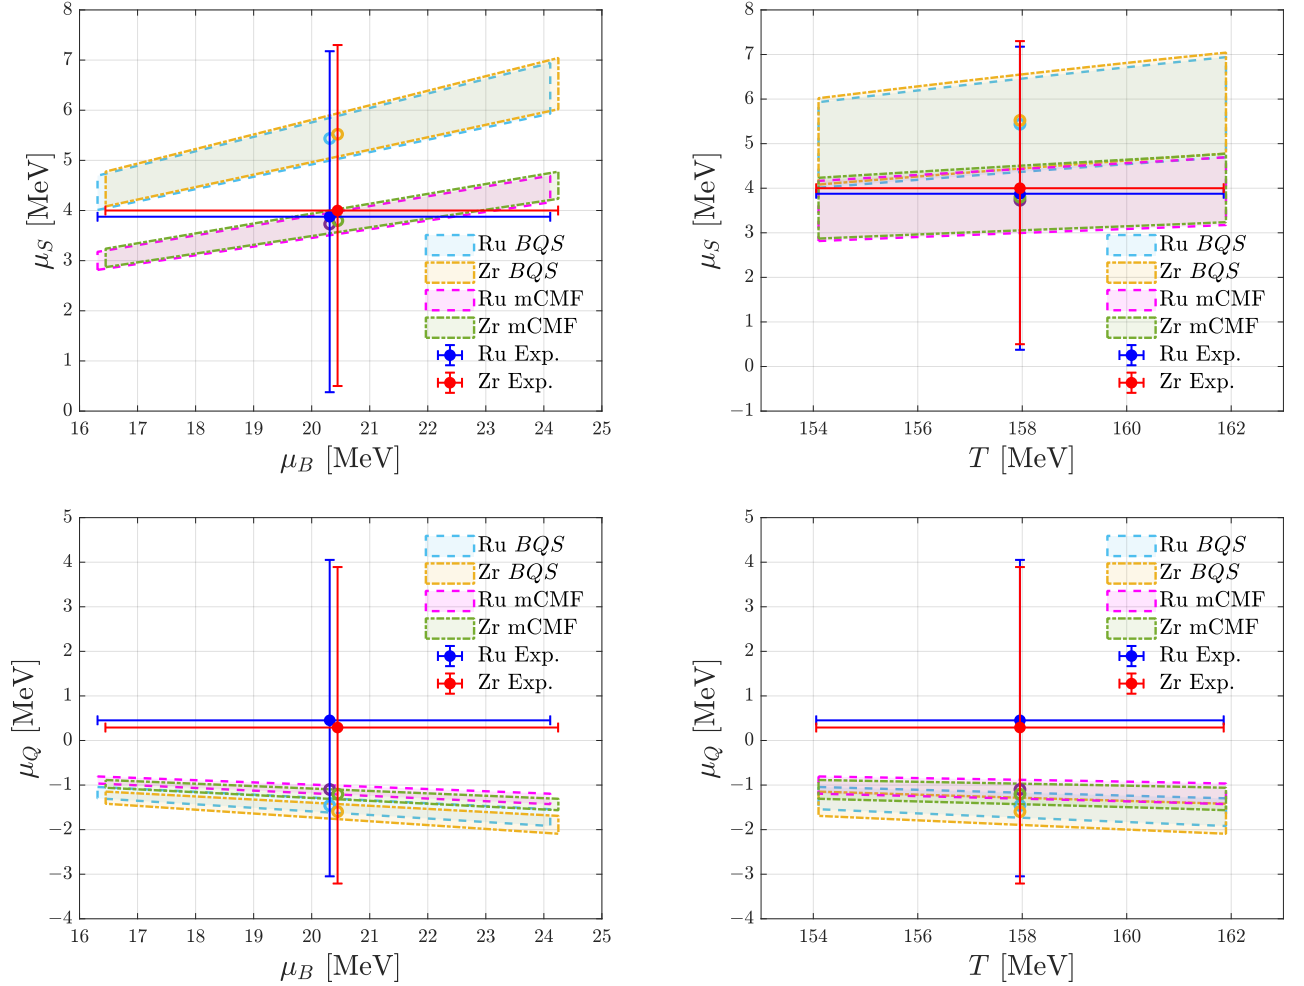 8
7
6
5
4
3
2
1
0
μ_S [MeV]
16 17 18 19 20 21 22 23 24 25
μ_B [MeV]
Ru BQS
Zr BQS
Ru mCMF
Zr mCMF
Ru Exp.
Zr Exp.
8
7
6
5
4
3
2
1
0
−1
μ_S [MeV]
154 156 158 160 162
T [MeV]
Ru BQS
Zr BQS
Ru mCMF
Zr mCMF
Ru Exp.
Zr Exp.
5
4
3
2
1
0
−1
−2
−3
−4
μ_Q [MeV]
16 17 18 19 20 21 22 23 24 25
μ_B [MeV]
Ru BQS
Zr BQS
Ru mCMF
Zr mCMF
Ru Exp.
Zr Exp.
5
4
3
2
1
0
−1
−2
−3
−4
μ_Q [MeV]
154 156 158 160 162
T [MeV]
Ru BQS
Zr BQS
Ru mCMF
Zr mCMF
Ru Exp.
Zr Exp.